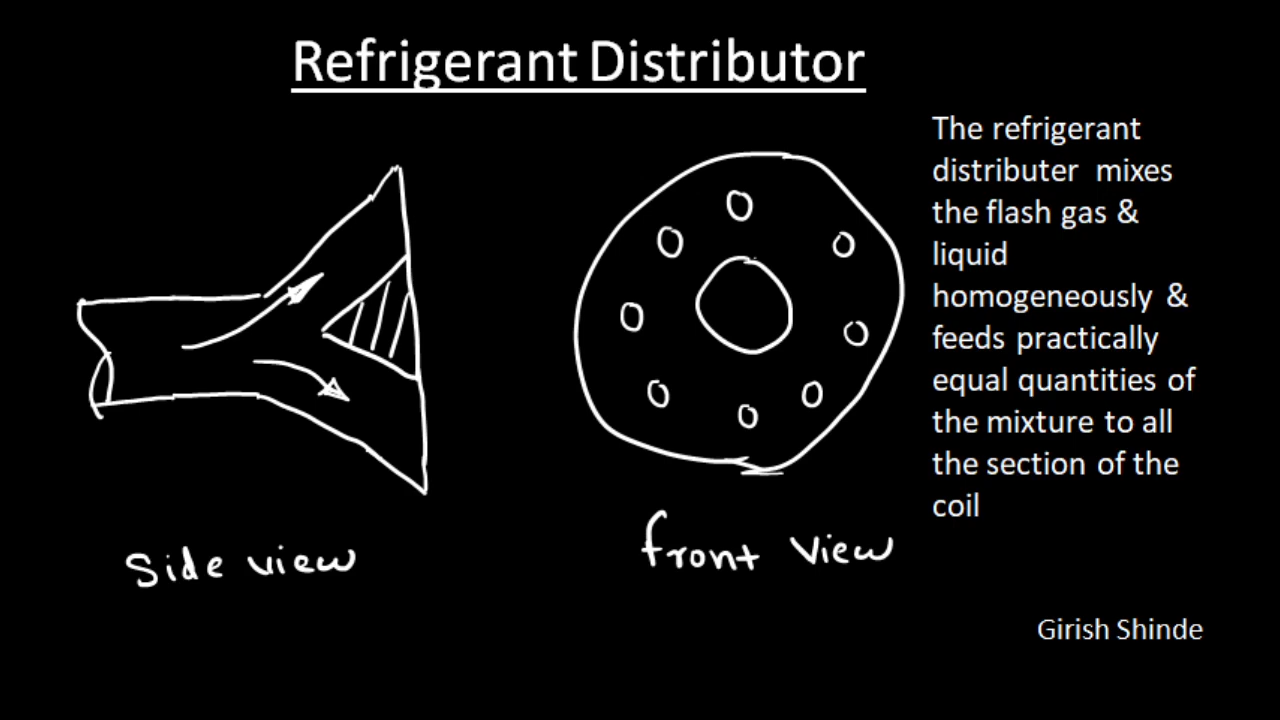 Refrigerant Distributor
The refrigerant
distributer mixes
the flash gas &
liquid
homogeneously &
feeds practically
equal quantities of
the mixture to all
the section of the
coil
Side view
front View
Girish Shinde